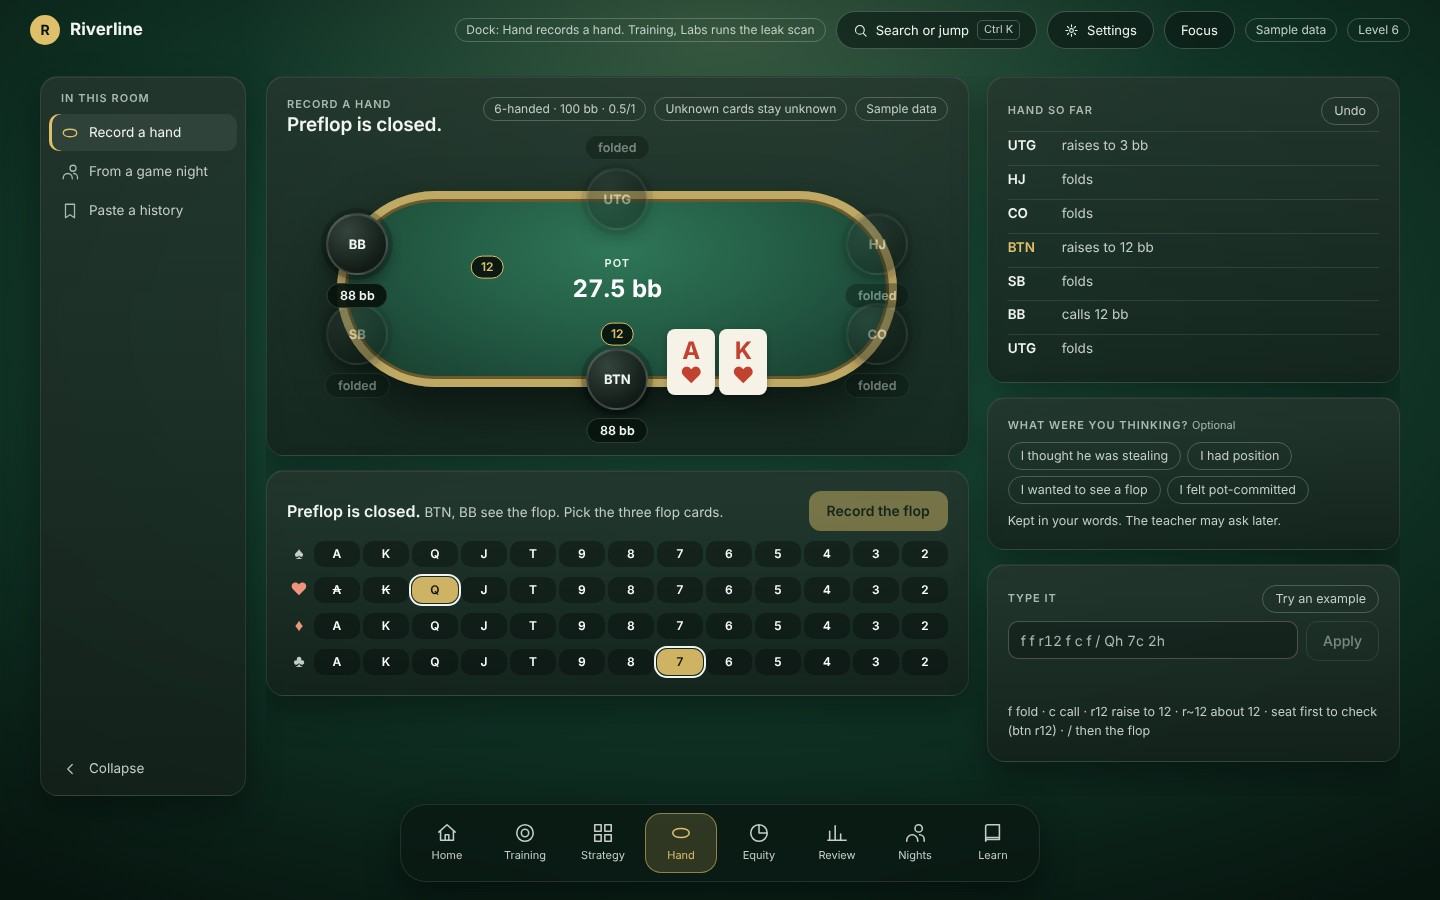 R Riverline
Dock: Hand records a hand. Training, Labs runs the leak scan
Search or jump Ctrl K
Settings
Focus
Sample data
Level 6
IN THIS ROOM
Record a hand
From a game night
Paste a history
Collapse
RECORD A HAND
Preflop is closed.
6-handed · 100 bb · 0.5/1
Unknown cards stay unknown
Sample data
folded
UTG
BB
88 bb
HJ
folded
12
POT
27.5 bb
SB
folded
CO
folded
12
BTN
88 bb
A K
HAND SO FAR
Undo
UTG raises to 3 bb
HJ folds
CO folds
BTN raises to 12 bb
SB folds
BB calls 12 bb
UTG folds
WHAT WERE YOU THINKING? Optional
I thought he was stealing
I had position
I wanted to see a flop
I felt pot-committed
Kept in your words. The teacher may ask later.
Preflop is closed. BTN, BB see the flop. Pick the three flop cards.
Record the flop
♠ A K Q J T 9 8 7 6 5 4 3 2
♥ A K Q J T 9 8 7 6 5 4 3 2
♦ A K Q J T 9 8 7 6 5 4 3 2
♣ A K Q J T 9 8 7 6 5 4 3 2
TYPE IT
Try an example
f f r12 f c f / Qh 7c 2h
Apply
f fold · c call · r12 raise to 12 · r~12 about 12 · seat first to check
(btn r12) · / then the flop
Home
Training
Strategy
Hand
Equity
Review
Nights
Learn